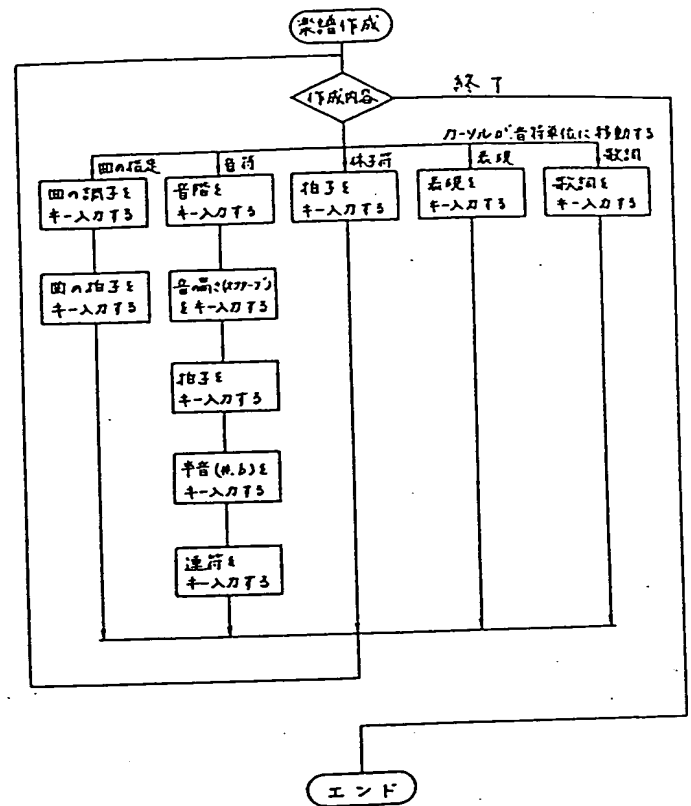 楽譜作成
作成内容
終了
カーソルが音符単位に移動する
曲の指定
音符
休子符
表現
歌詞
曲の調子を
キー入力する
音階を
キー入力する
拍子を
キー入力する
表現を
キー入力する
歌詞を
キー入力する
曲の拍子を
キー入力する
音の高さ(オクターブ)
をキー入力する
拍子を
キー入力する
半音(#.b)を
キー入力する
連符を
キー入力する
エンド